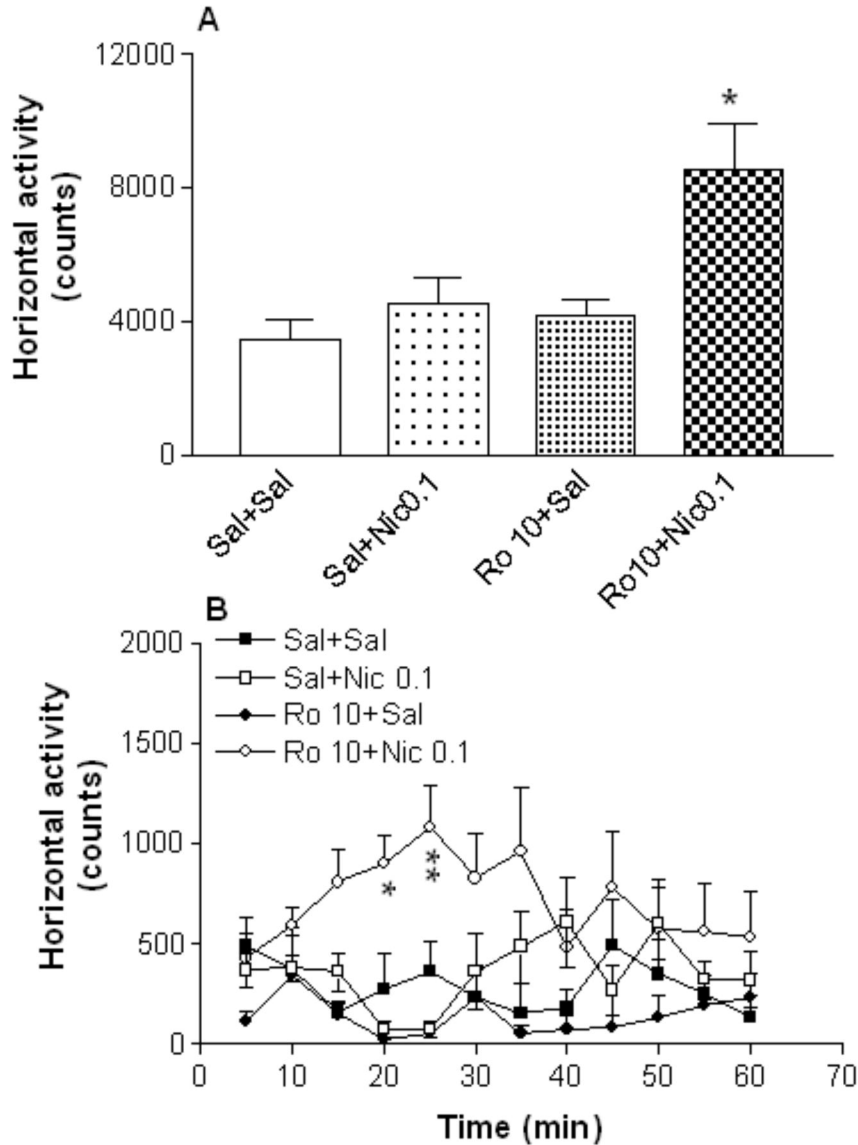 A
Horizontal activity
(counts)
12000
8000
4000
0
*
Sal+Sal
Sal+Nic0.1
Ro 10+Sal
Ro10+Nic0.1
B
Horizontal activity
(counts)
2000
1500
1000
500
0
Sal+Sal
Sal+Nic 0.1
Ro 10+Sal
Ro 10+Nic 0.1
*
**
0 10 20 30 40 50 60 70
Time (min)